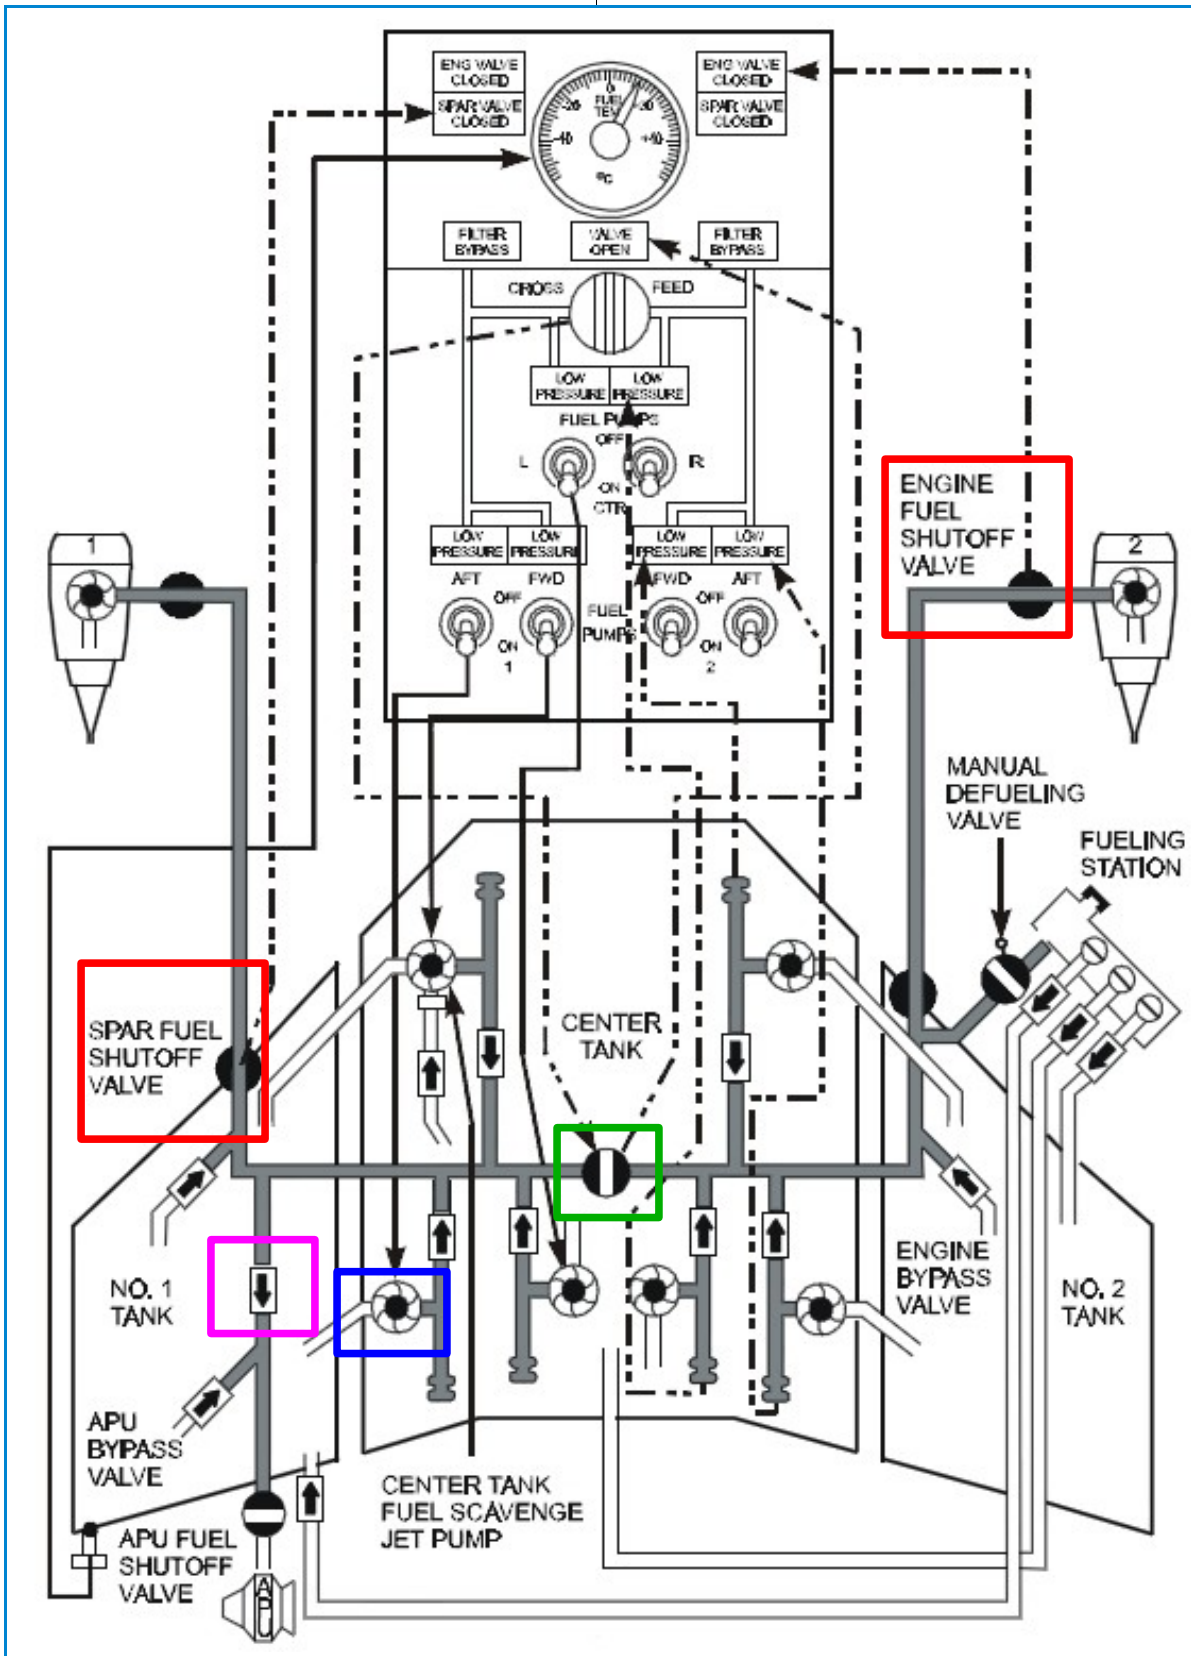 ENG VALVE
CLOSED
SPAR VALVE
CLOSED
ENG VALVE
CLOSED
SPAR VALVE
CLOSED
0
-20
FUEL
TEMP
+20
-40
+40
°C
FILTER
BYPASS
VALVE
OPEN
FILTER
BYPASS
CROSS
FEED
LOW
PRESSURE
LOW
PRESSURE
FUEL PUMPS
OFF
L
R
ON
CTR
LOW
PRESSURE
LOW
PRESSURE
LOW
PRESSURE
LOW
PRESSURE
AFT
FWD
FWD
AFT
OFF
FUEL
PUMPS
OFF
ON
1
ON
2
1
2
ENGINE
FUEL
SHUTOFF
VALVE
MANUAL
DEFUELING
VALVE
FUELING
STATION
SPAR FUEL
SHUTOFF
VALVE
CENTER
TANK
NO. 1
TANK
ENGINE
BYPASS
VALVE
NO. 2
TANK
APU
BYPASS
VALVE
CENTER TANK
FUEL SCAVENGE
JET PUMP
APU FUEL
SHUTOFF
VALVE
APU